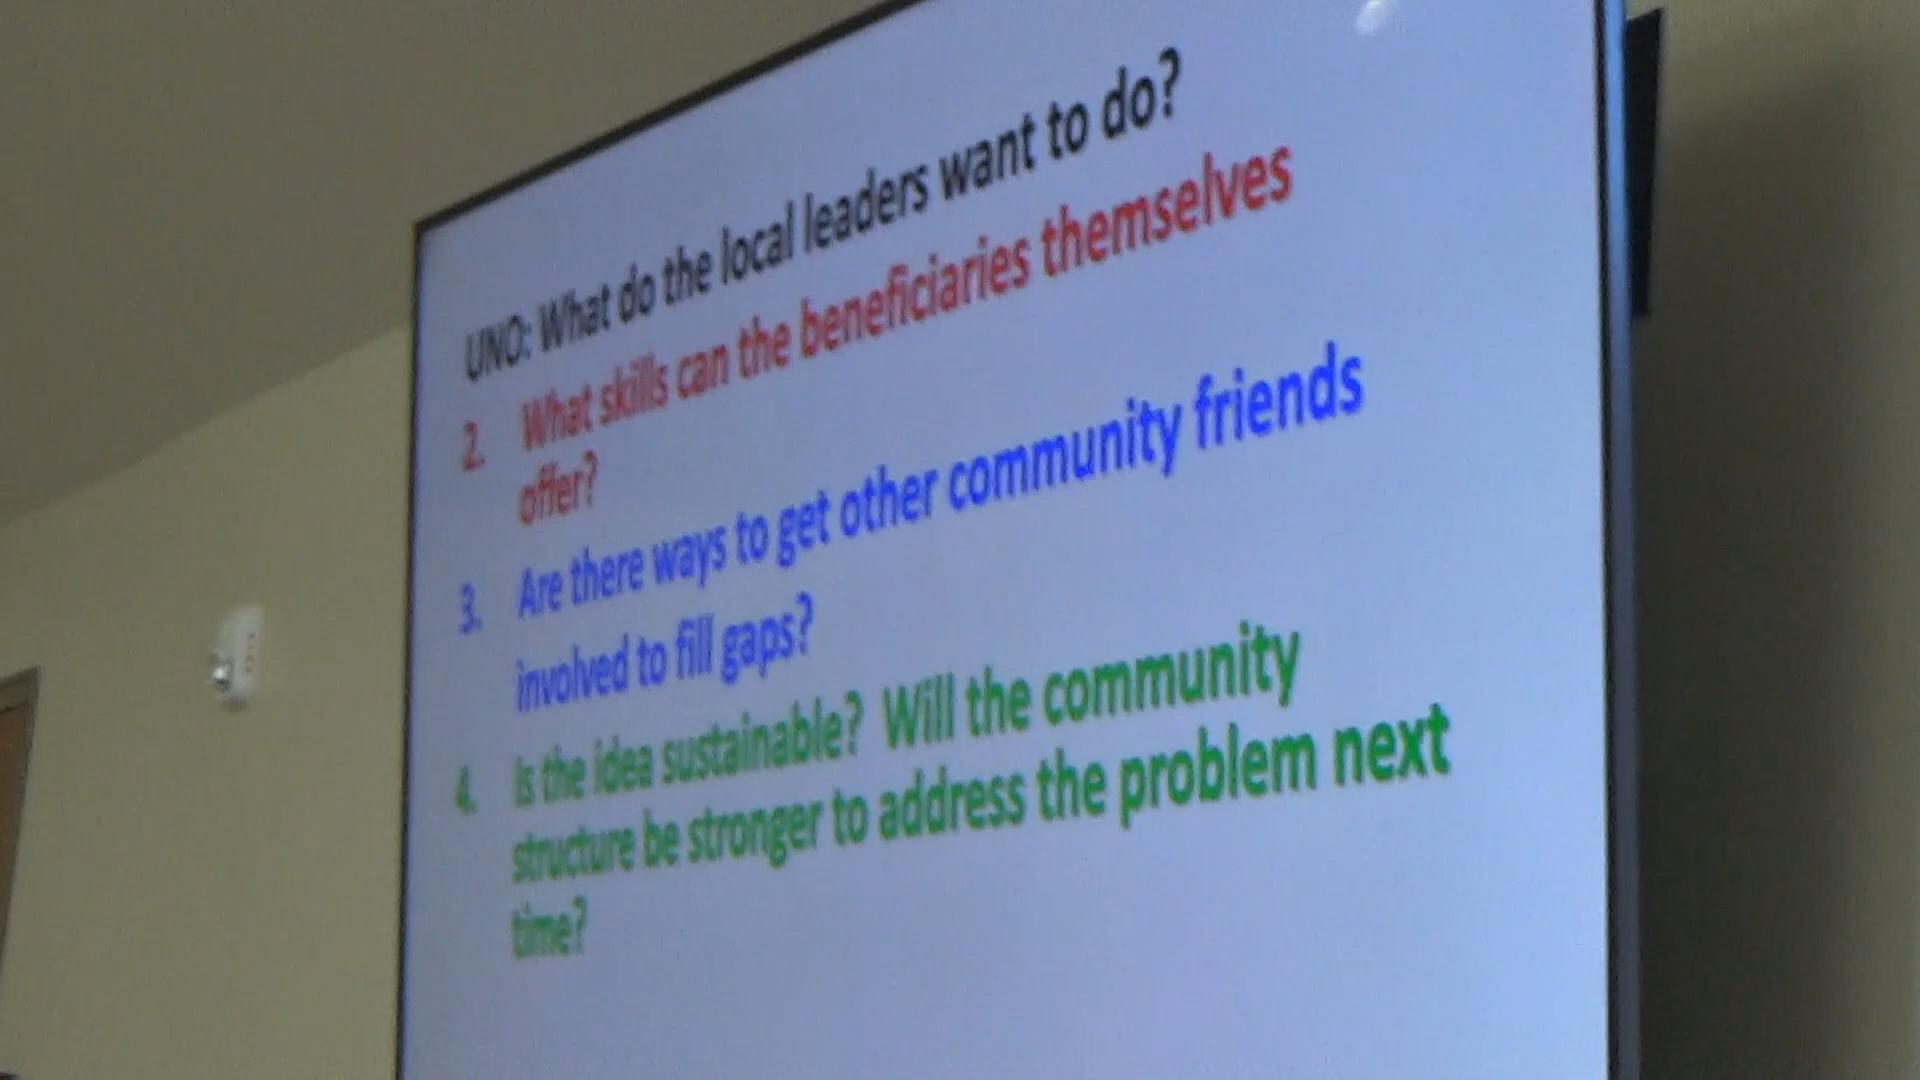 UNO: What do the local leaders want to do?
2. What skills can the beneficiaries themselves
offer?
3. Are there ways to get other community friends
involved to fill gaps?
4. Is the idea sustainable? Will the community
structure be stronger to address the problem next
time?